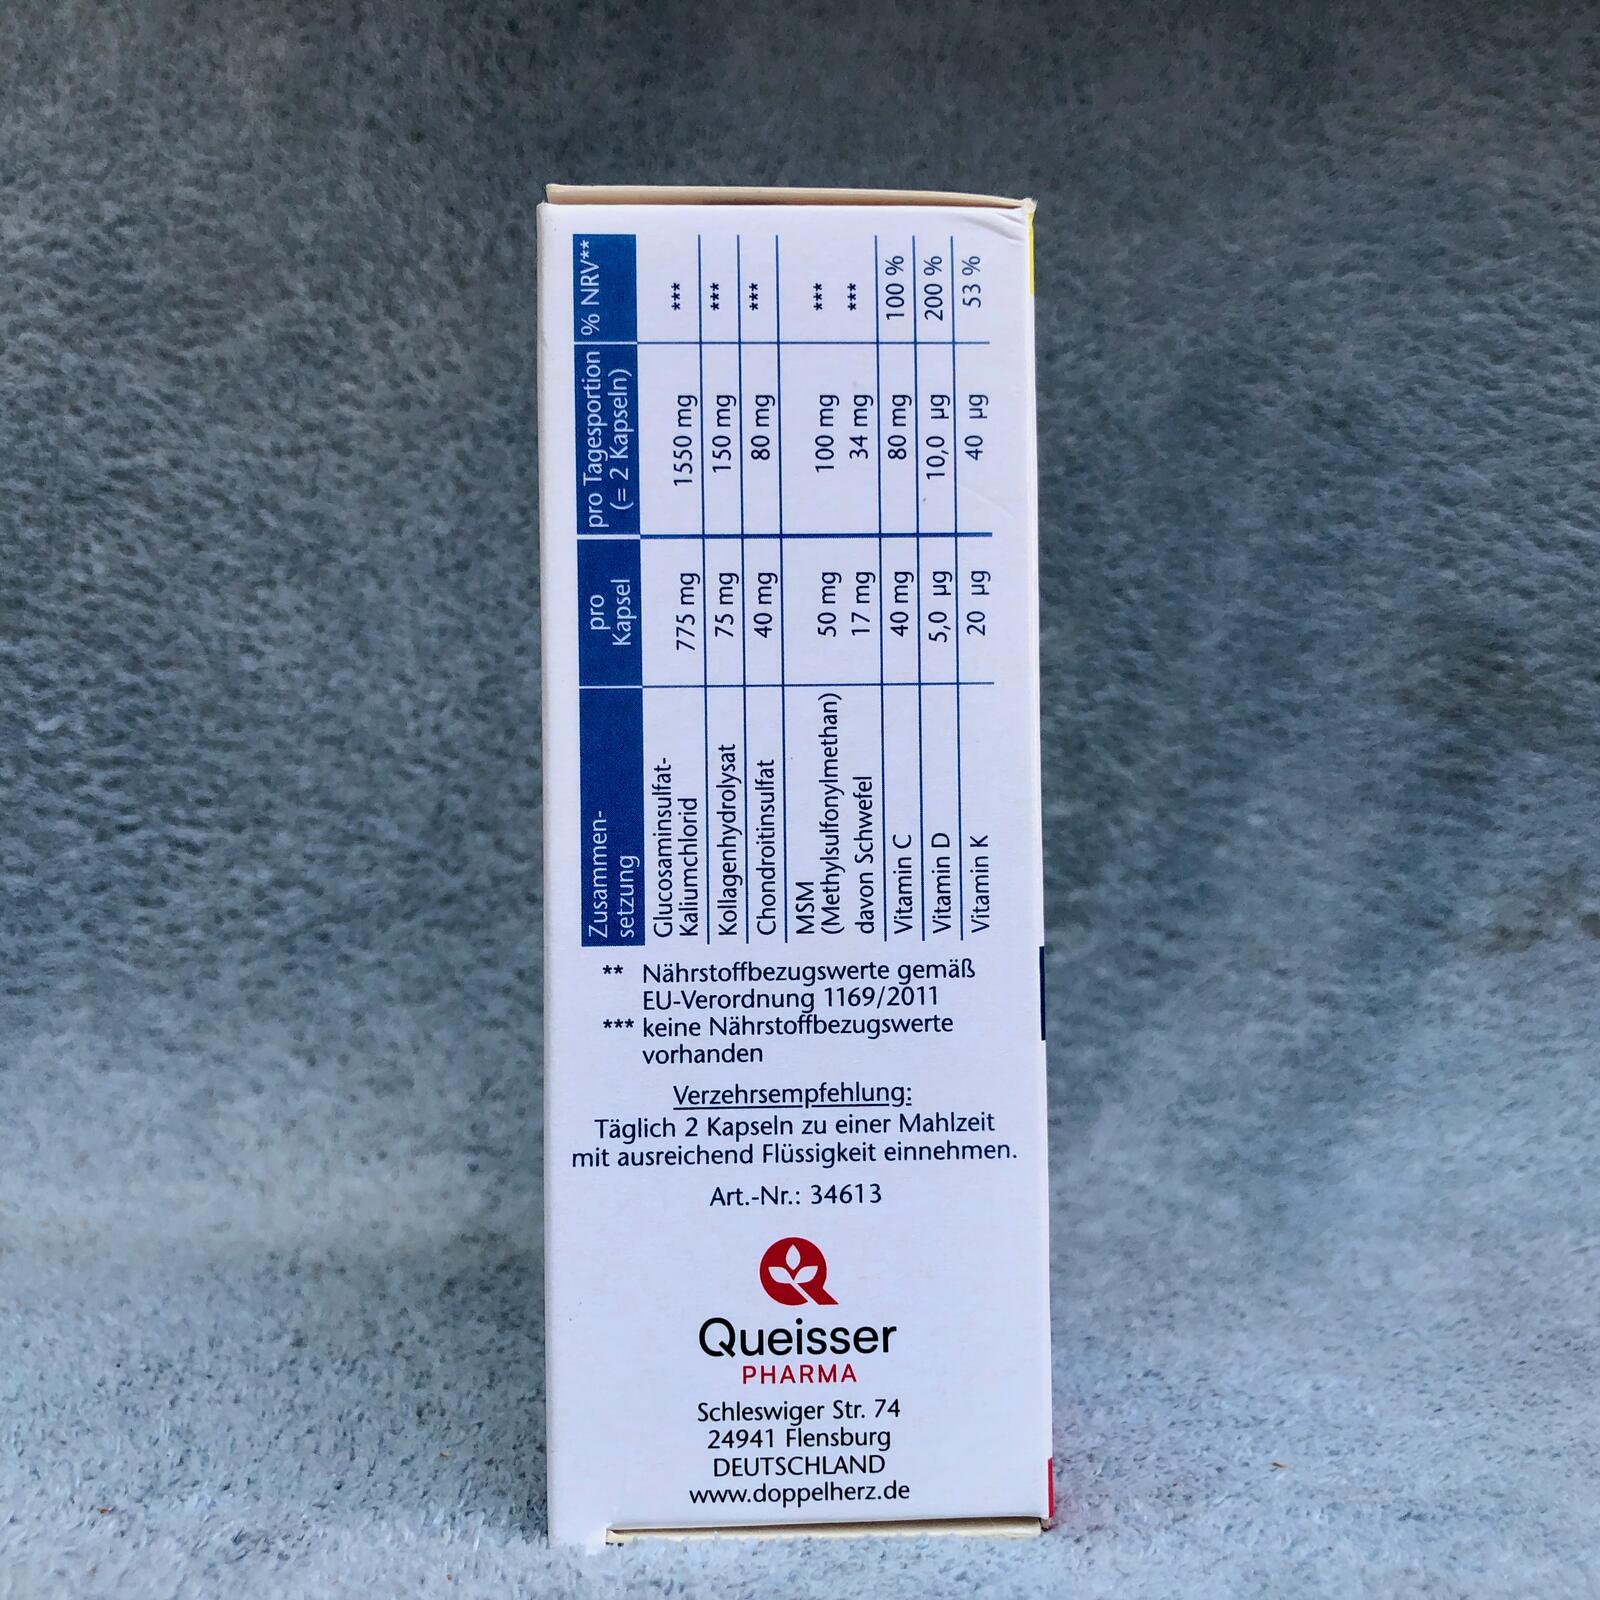 Zusammen-
setzung
pro
Kapsel
pro Tagesportion
(= 2 Kapseln)
% NRV**
Glucosaminsulfat-
Kaliumchlorid 775 mg 1550 mg ***
Kollagenhydrolysat 75 mg 150 mg ***
Chondroitinsulfat 40 mg 80 mg ***
MSM
(Methylsulfonylmethan) 50 mg 100 mg ***
davon Schwefel 17 mg 34 mg ***
Vitamin C 40 mg 80 mg 100 %
Vitamin D 5,0 µg 10,0 µg 200 %
Vitamin K 20 µg 40 µg 53 %
** Nährstoffbezugswerte gemäß
EU-Verordnung 1169/2011
*** keine Nährstoffbezugswerte
vorhanden
Verzehrsempfehlung:
Täglich 2 Kapseln zu einer Mahlzeit
mit ausreichend Flüssigkeit einnehmen.
Art.-Nr.: 34613
Queisser
PHARMA
Schleswiger Str. 74
24941 Flensburg
DEUTSCHLAND
www.doppelherz.de